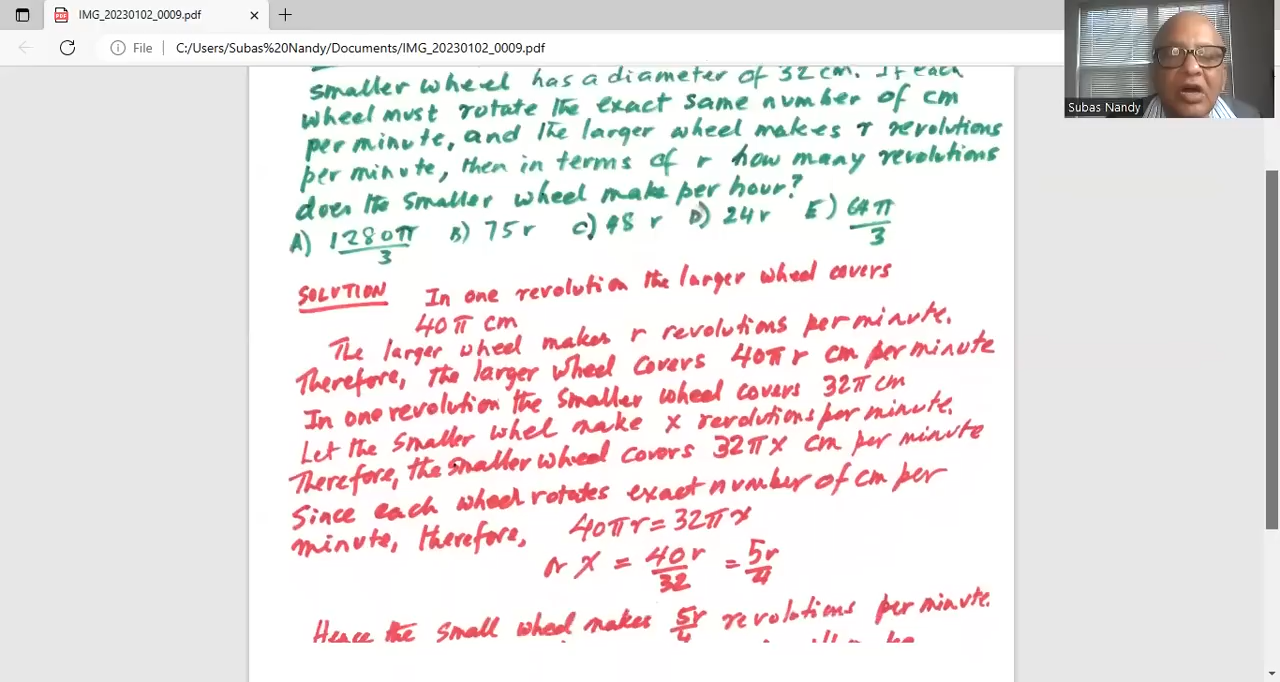 IMG_20230102_0009.pdf
File C:/Users/Subas%20Nandy/Documents/IMG_20230102_0009.pdf
Subas Nandy
smaller wheel has a diameter of 32 cm. If each
wheel must rotate the exact same number of cm
per minute, and the larger wheel makes r revolutions
per minute, then in terms of r how many revolutions
does the smaller wheel make per hour?
A) 1280π/3 B) 75r C) 48 r D) 24r E) 64π/3
SOLUTION In one revolution the larger wheel covers
40π cm
The larger wheel makes r revolutions per minute.
Therefore, the larger wheel covers 40πr cm per minute
In one revolution the smaller wheel covers 32π cm
Let the smaller whel make x revolutions per minute.
Therefore, the smaller wheel covers 32πx cm per minute
Since each wheel rotates exact number of cm per
minute, therefore, 40πr = 32πx
or x = 40r/32 = 5r/4
Hence the small wheel makes 5r/4 revolutions per minute.